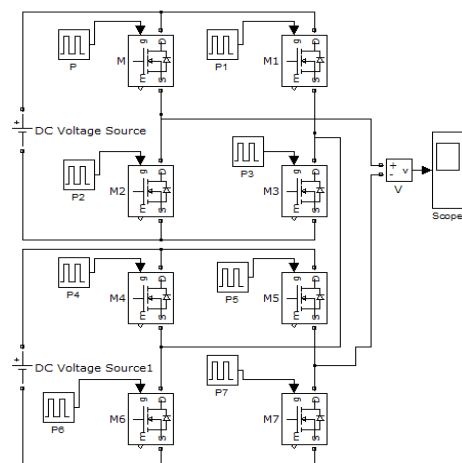 P
P1
g
D
M
m
S
g
D
M1
m
S
+
DC Voltage Source
P2
P3
g
D
M2
m
S
g
D
M3
m
S
+
-
v
V
Scope
P4
P5
g
D
M4
m
S
g
D
M5
m
S
+
DC Voltage Source1
P6
P7
g
D
M6
m
S
g
D
M7
m
S